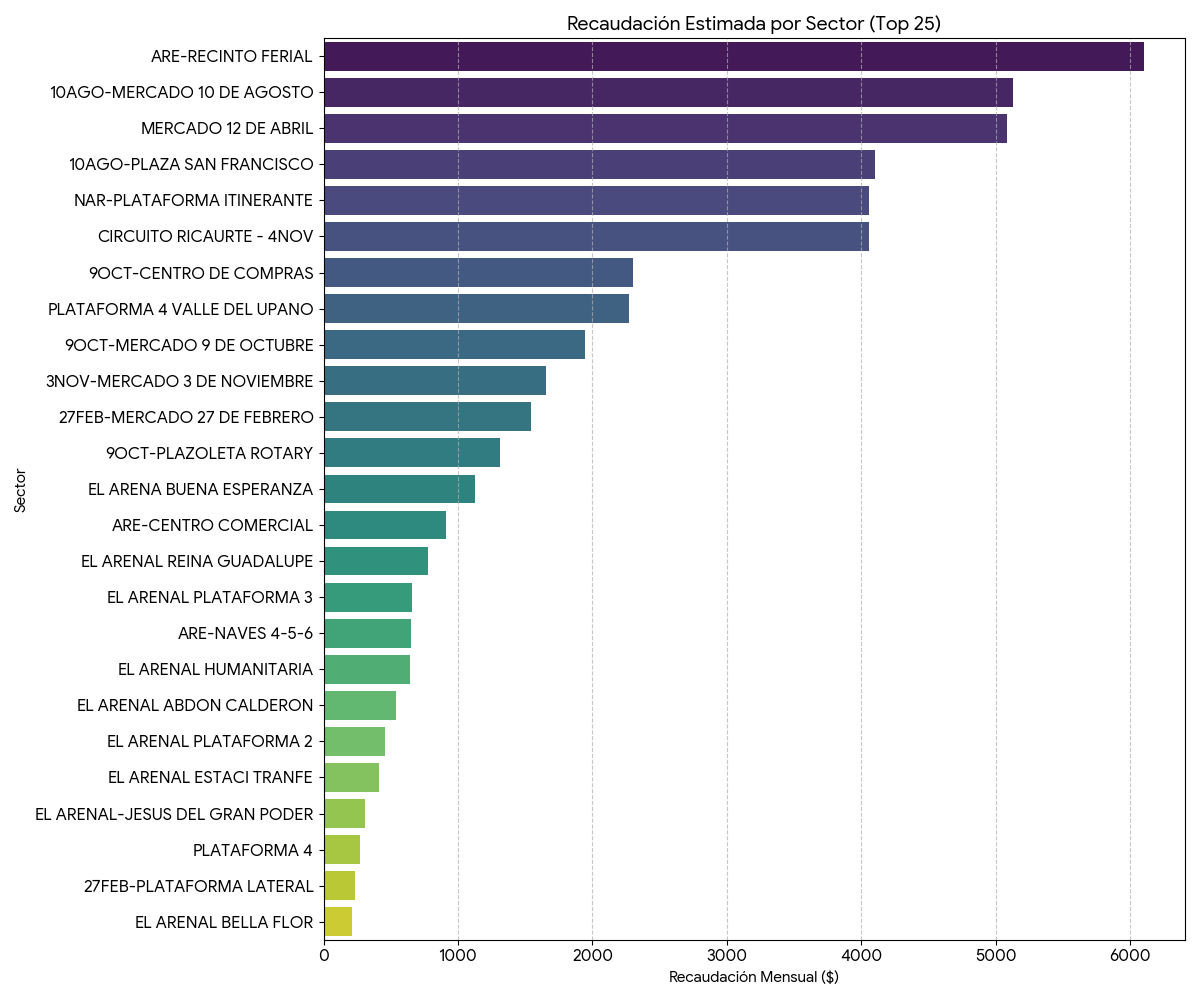 Recaudación Estimada por Sector (Top 25)
ARE-RECINTO FERIAL
10AGO-MERCADO 10 DE AGOSTO
MERCADO 12 DE ABRIL
10AGO-PLAZA SAN FRANCISCO
NAR-PLATAFORMA ITINERANTE
CIRCUITO RICAURTE - 4NOV
9OCT-CENTRO DE COMPRAS
PLATAFORMA 4 VALLE DEL UPANO
9OCT-MERCADO 9 DE OCTUBRE
3NOV-MERCADO 3 DE NOVIEMBRE
27FEB-MERCADO 27 DE FEBRERO
9OCT-PLAZOLETA ROTARY
EL ARENA BUENA ESPERANZA
ARE-CENTRO COMERCIAL
EL ARENAL REINA GUADALUPE
EL ARENAL PLATAFORMA 3
ARE-NAVES 4-5-6
EL ARENAL HUMANITARIA
EL ARENAL ABDON CALDERON
EL ARENAL PLATAFORMA 2
EL ARENAL ESTACI TRANFE
EL ARENAL-JESUS DEL GRAN PODER
PLATAFORMA 4
27FEB-PLATAFORMA LATERAL
EL ARENAL BELLA FLOR
Sector
0 1000 2000 3000 4000 5000 6000
Recaudación Mensual ($)